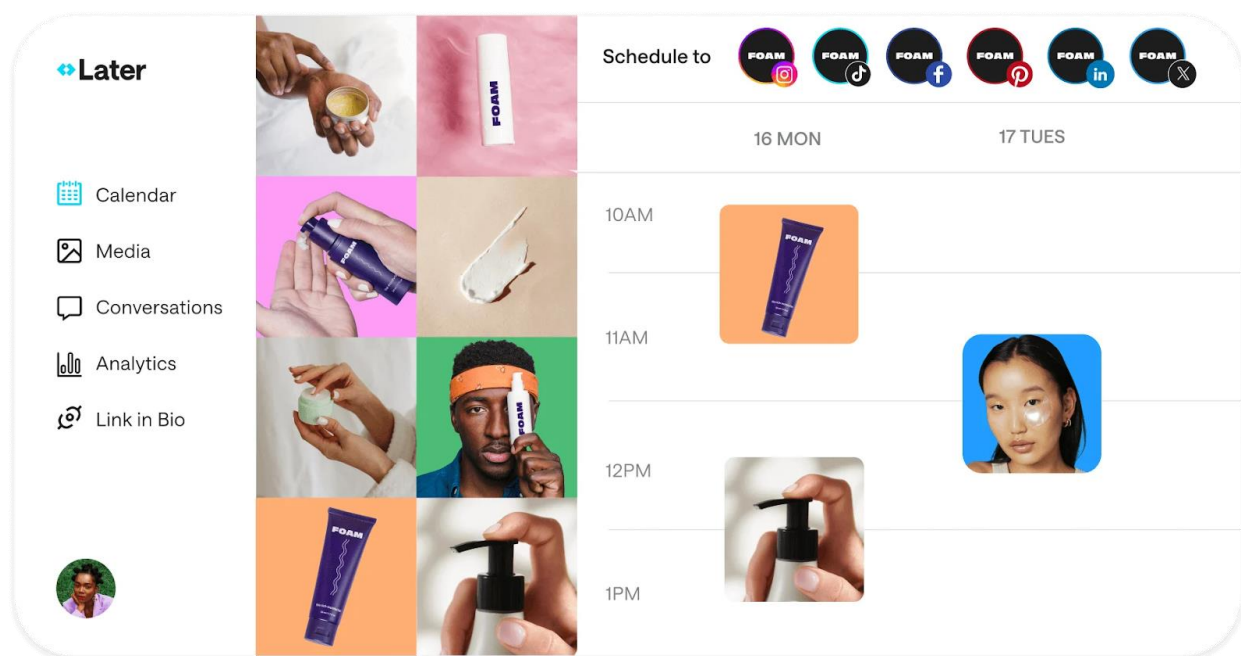 Later
Calendar
Media
Conversations
Analytics
Link in Bio
FOAM
FOAM
FOAM
FOAM
Schedule to
FOAM
FOAM
FOAM
FOAM
in
FOAM
FOAM
X
16 MON
17 TUES
10AM
FOAM
11AM
12PM
1PM